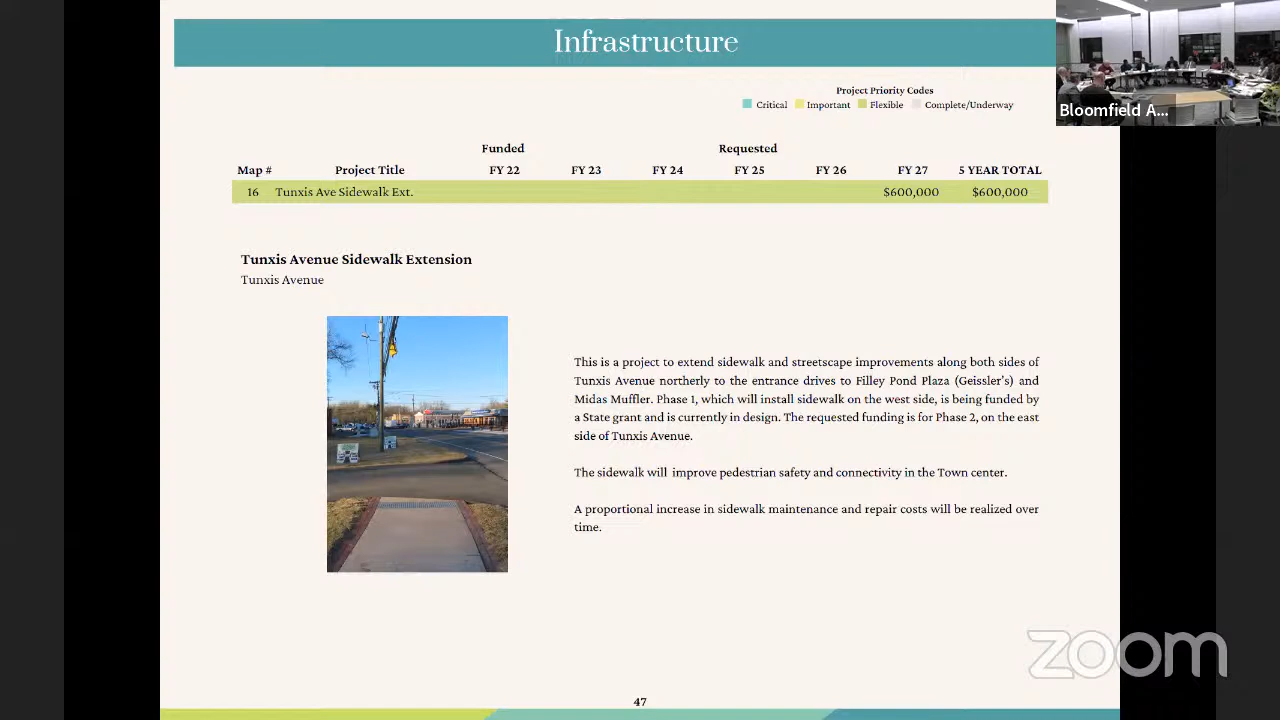 Infrastructure
Project Priority Codes
Critical Important Flexible Complete/Underway
Bloomfield A...
Funded Requested
Map # Project Title FY 22 FY 23 FY 24 FY 25 FY 26 FY 27 5 YEAR TOTAL
16 Tunxis Ave Sidewalk Ext. $600,000 $600,000
Tunxis Avenue Sidewalk Extension
Tunxis Avenue
This is a project to extend sidewalk and streetscape improvements along both sides of
Tunxis Avenue northerly to the entrance drives to Filley Pond Plaza (Geissler's) and
Midas Muffler. Phase 1, which will install sidewalk on the west side, is being funded by
a State grant and is currently in design. The requested funding is for Phase 2, on the east
side of Tunxis Avenue.
The sidewalk will improve pedestrian safety and connectivity in the Town center.
A proportional increase in sidewalk maintenance and repair costs will be realized over
time.
zoom
47